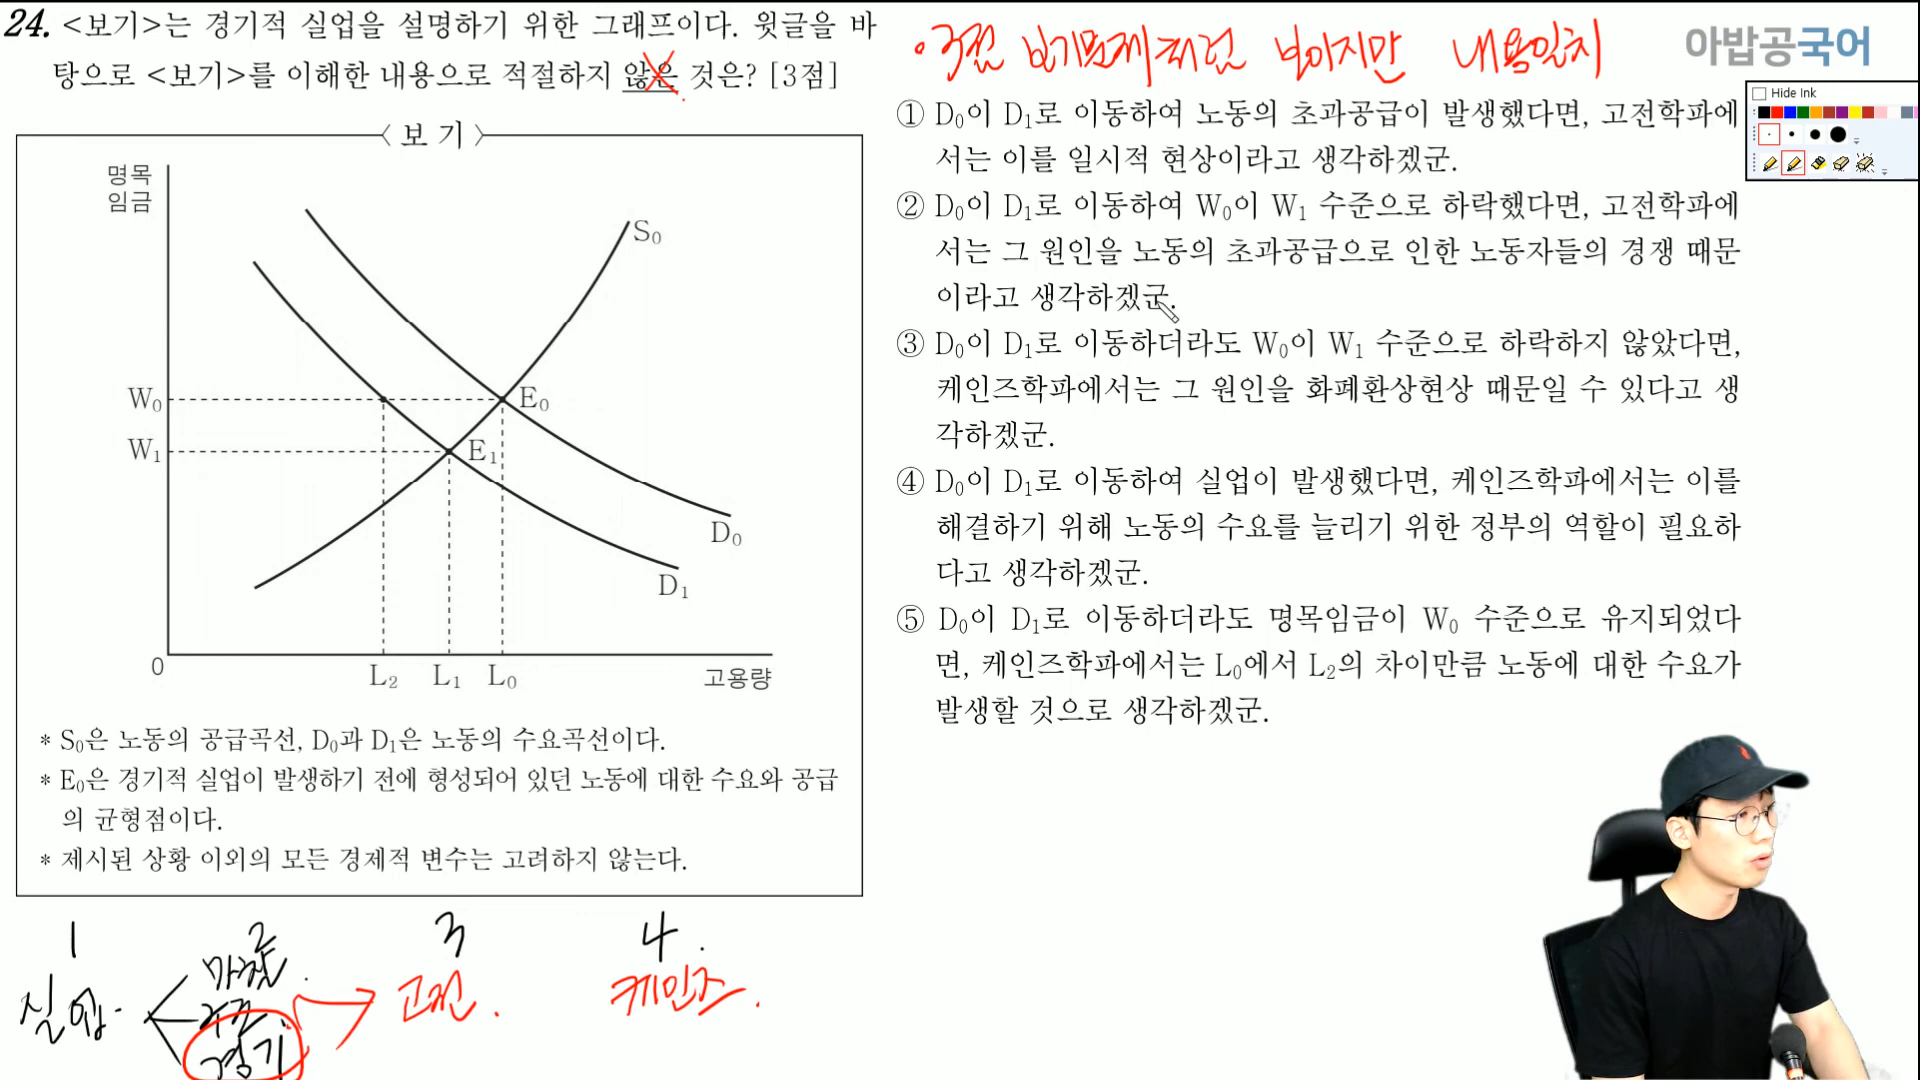 24. <보기>는 경기적 실업을 설명하기 위한 그래프이다. 윗글을 바
탕으로 <보기>를 이해한 내용으로 적절하지 않은 것은? [3점]
〈 보 기 〉
명목
임금
S₀
W₀
E₀
W₁
E₁
D₀
D₁
0
L₂
L₁
L₀
고용량
* S₀은 노동의 공급곡선, D₀과 D₁은 노동의 수요곡선이다.
* E₀은 경기적 실업이 발생하기 전에 형성되어 있던 노동에 대한 수요와 공급
의 균형점이다.
* 제시된 상황 이외의 모든 경제적 변수는 고려하지 않는다.
1
2
3
4
실업
마찰
구조
경기
고전
케인즈
3점 보기문제처럼 보이지만 내용일치
아밥공국어
Hide Ink
① D₀이 D₁로 이동하여 노동의 초과공급이 발생했다면, 고전학파에
서는 이를 일시적 현상이라고 생각하겠군.
② D₀이 D₁로 이동하여 W₀이 W₁ 수준으로 하락했다면, 고전학파에
서는 그 원인을 노동의 초과공급으로 인한 노동자들의 경쟁 때문
이라고 생각하겠군.
③ D₀이 D₁로 이동하더라도 W₀이 W₁ 수준으로 하락하지 않았다면,
케인즈학파에서는 그 원인을 화폐환상현상 때문일 수 있다고 생
각하겠군.
④ D₀이 D₁로 이동하여 실업이 발생했다면, 케인즈학파에서는 이를
해결하기 위해 노동의 수요를 늘리기 위한 정부의 역할이 필요하
다고 생각하겠군.
⑤ D₀이 D₁로 이동하더라도 명목임금이 W₀ 수준으로 유지되었다
면, 케인즈학파에서는 L₀에서 L₂의 차이만큼 노동에 대한 수요가
발생할 것으로 생각하겠군.